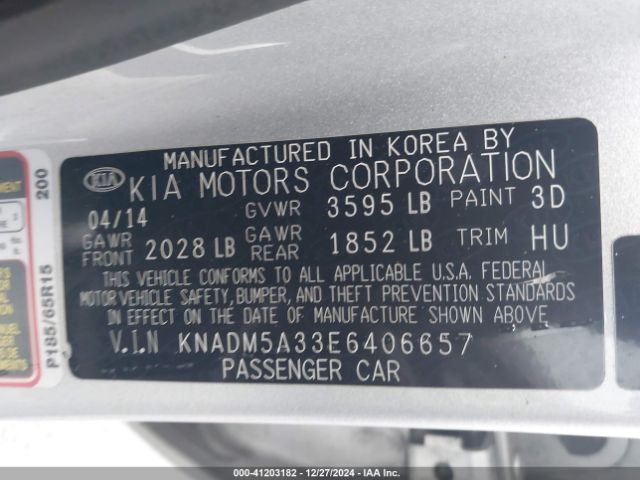 MANUFACTURED IN KOREA BY
KIA KIA MOTORS CORPORATION
04/14 GVWR 3595 LB PAINT 3D
GAWR FRONT 2028 LB GAWR REAR 1852 LB TRIM HU
THIS VEHICLE CONFORMS TO ALL APPLICABLE U.S.A. FEDERAL
MOTOR VEHICLE SAFETY, BUMPER, AND THEFT PREVENTION STANDARDS
IN EFFECT ON THE DATE OF MANUFACTURE SHOWN ABOVE
V.I.N KNADM5A33E6406657
PASSENGER CAR
200
P185/65R15
000-41203182 - 12/27/2024 - IAA Holdings, LLC.